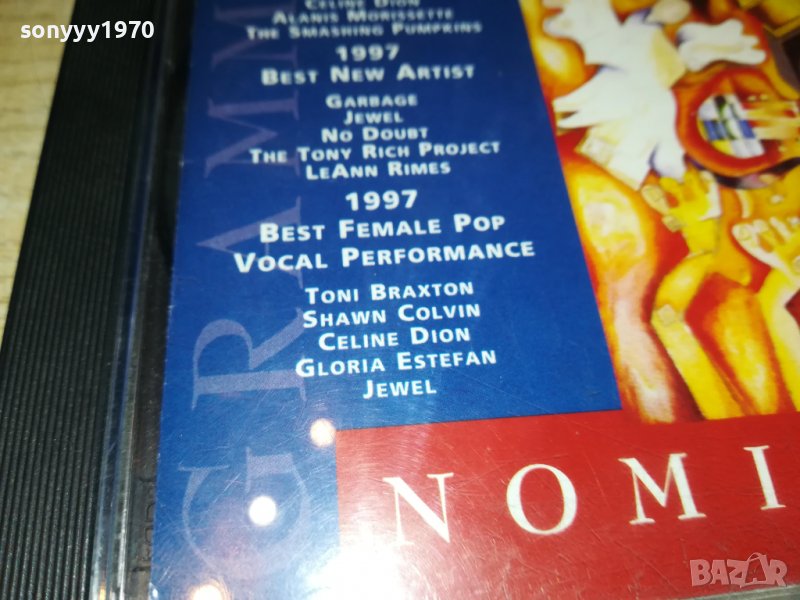 sonyyy1970
CELINE DION
ALANIS MORISSETTE
THE SMASHING PUMPKINS
1997
BEST NEW ARTIST
GARBAGE
JEWEL
NO DOUBT
THE TONY RICH PROJECT
LEANN RIMES
1997
BEST FEMALE POP
VOCAL PERFORMANCE
TONI BRAXTON
SHAWN COLVIN
CELINE DION
GLORIA ESTEFAN
JEWEL
GRAMM
NOMI
BAZAR